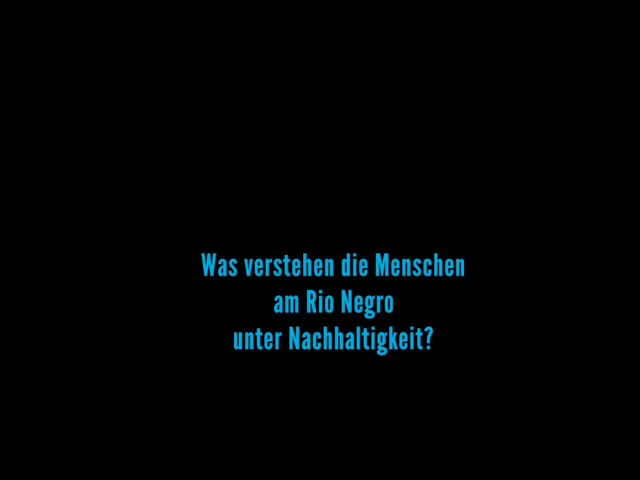 Was verstehen die Menschen
am Rio Negro
unter Nachhaltigkeit?